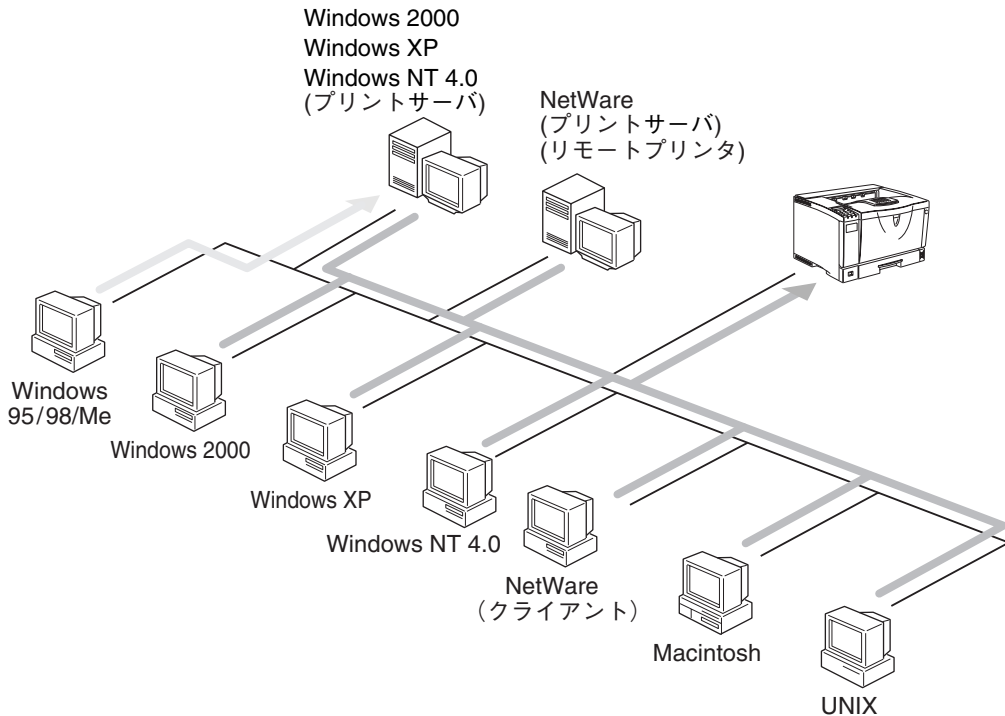 Windows 2000
Windows XP
Windows NT 4.0
(プリントサーバ)
NetWare
(プリントサーバ)
(リモートプリンタ)
Windows
95/98/Me
Windows 2000
Windows XP
Windows NT 4.0
NetWare
（クライアント）
Macintosh
UNIX